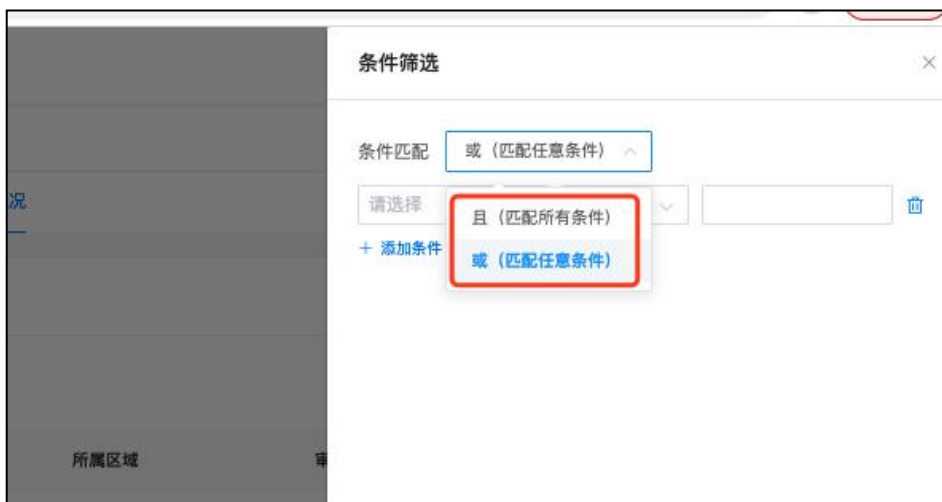 条件筛选
条件匹配 或（匹配任意条件）
况
请选择
且（匹配所有条件）
+ 添加条件
或（匹配任意条件）
所属区域